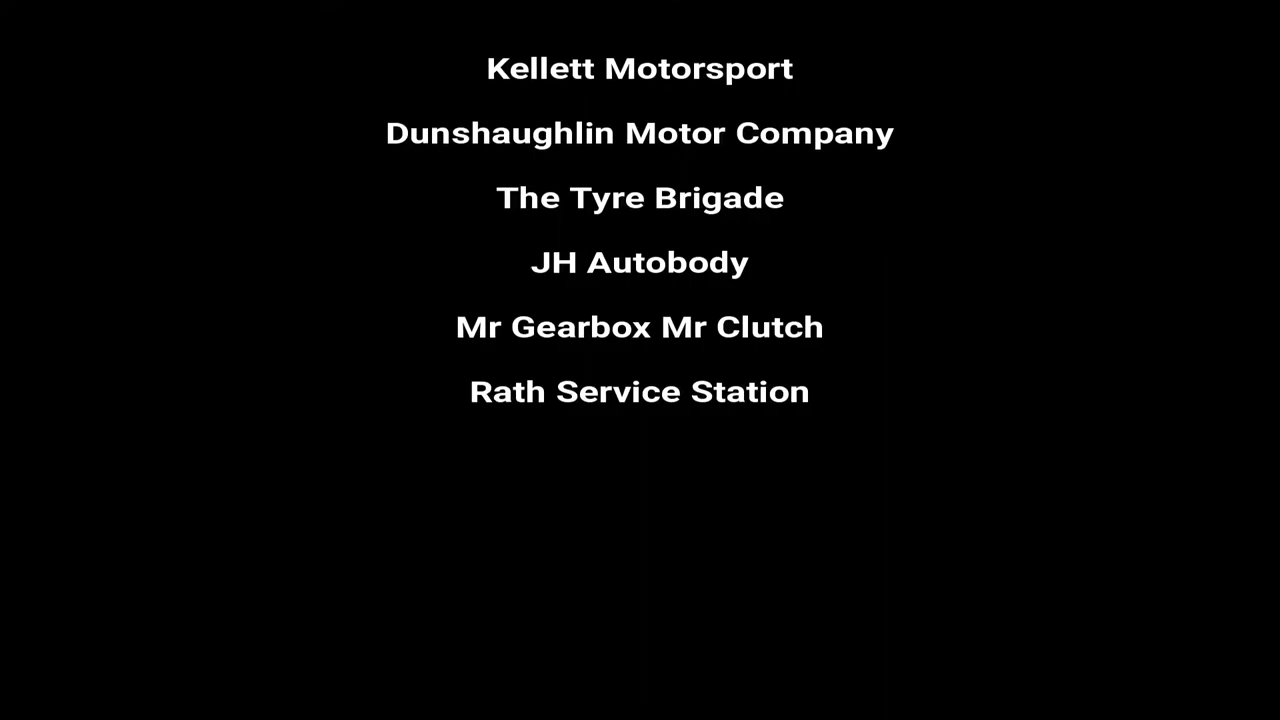 Kellett Motorsport
Dunshaughlin Motor Company
The Tyre Brigade
JH Autobody
Mr Gearbox Mr Clutch
Rath Service Station